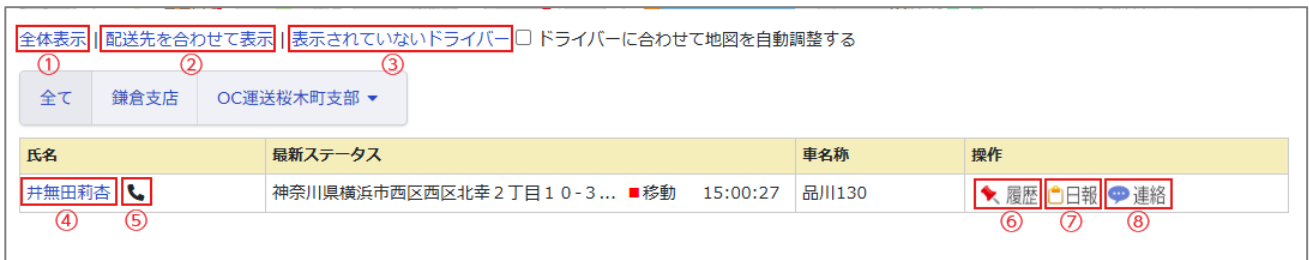 全体表示 | 配送先を合わせて表示 | 表示されていないドライバー ドライバーに合わせて地図を自動調整する
① ② ③
全て 鎌倉支店 OC運送桜木町支部
氏名 最新ステータス 車名称 操作
井無田莉杏 神奈川県横浜市西区西区北幸２丁目１０-３... 移動 15:00:27 品川130 履歴 日報 連絡
④ ⑤ ⑥ ⑦ ⑧